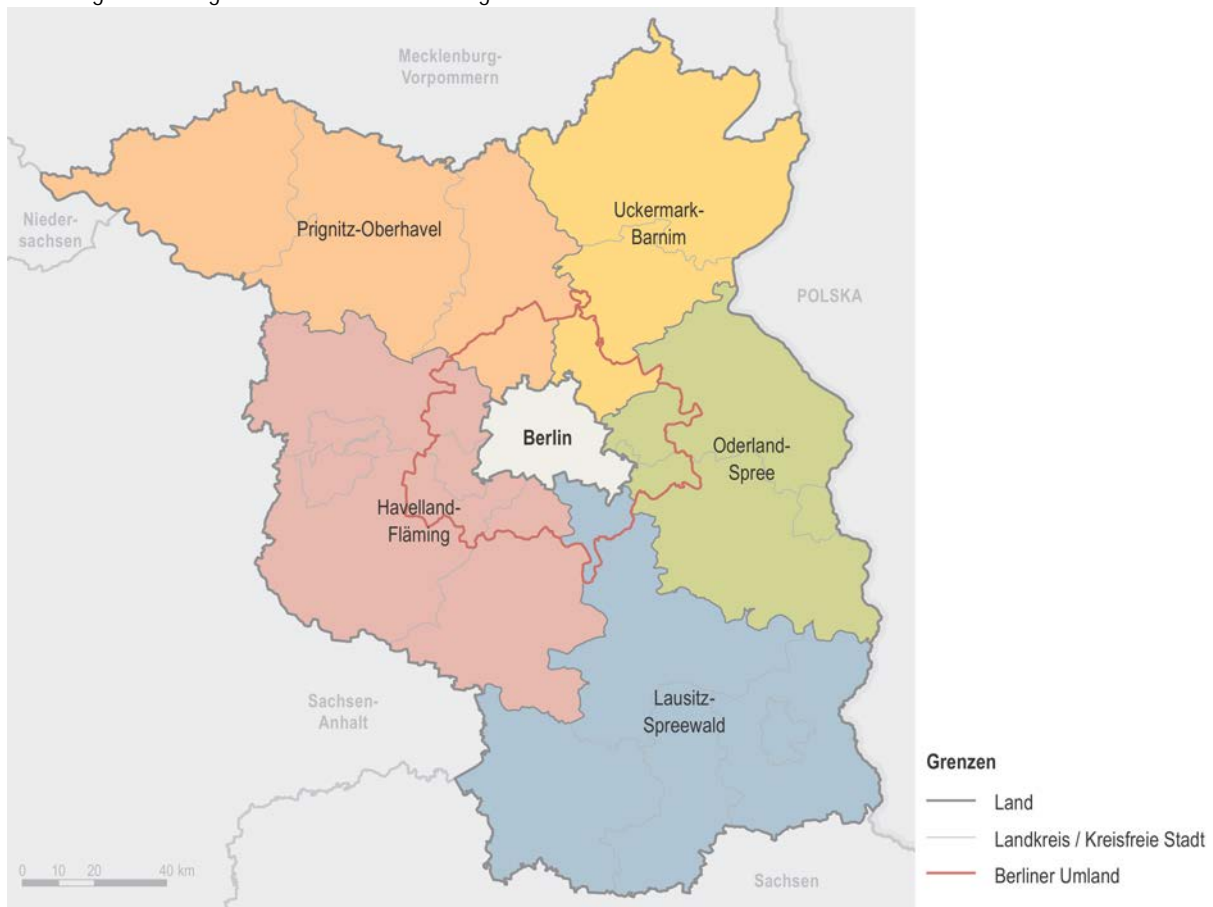 Mecklenburg-
Vorpommern
Nieder-
sachsen
Prignitz-Oberhavel
Uckermark-
Barnim
POLSKA
Berlin
Oderland-
Spree
Havelland-
Fläming
Sachsen-
Anhalt
Lausitz-
Spreewald
Sachsen
0 10 20 40 km
Grenzen
Land
Landkreis / Kreisfreie Stadt
Berliner Umland